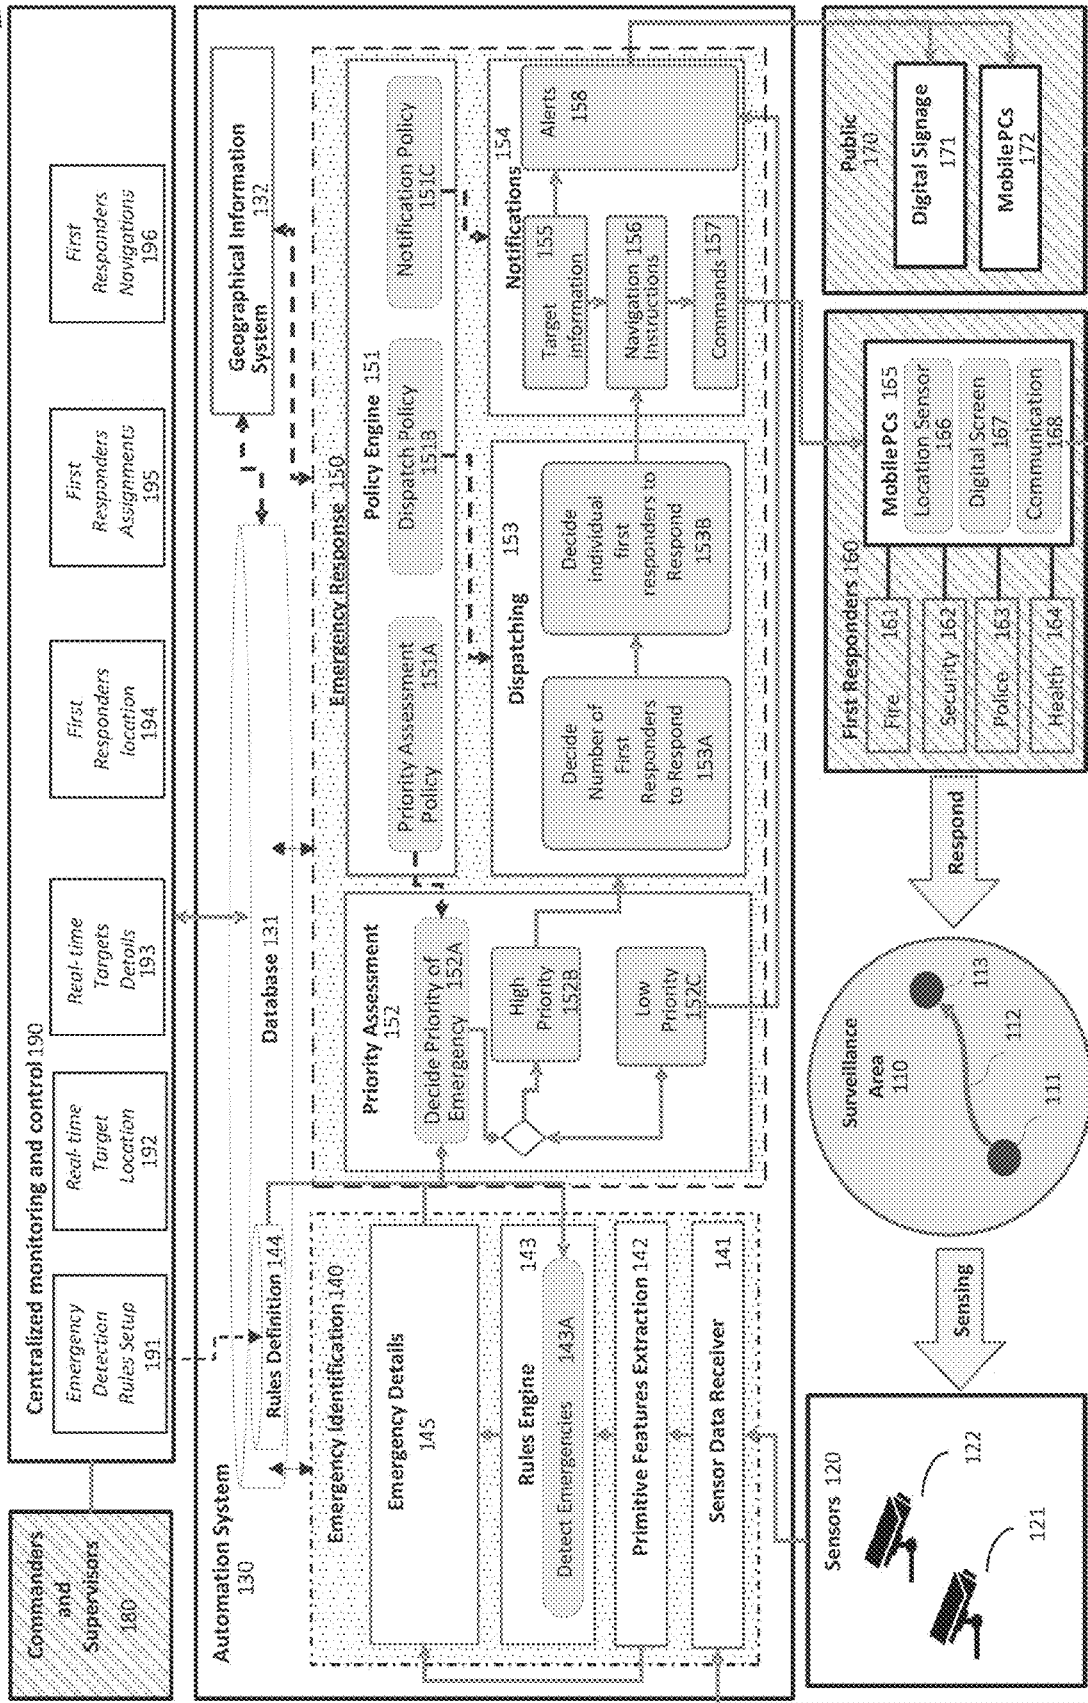 Commanders
and
Supervisors
180
Centralized monitoring and control 190
Emergency
Detection
Rules Setup
191
Real-time
Target
Location
192
Real-time
Targets
Details
193
First
Responders
location
194
First
Responders
Assignments
195
First
Responders
Navigations
196
Automation System
130
Rules Definition 144
Database 131
Geographical Information
System 132
Emergency Identification 140
Emergency Details
145
Rules Engine 143
Detect Emergencies 143A
Primitive Features Extraction 142
Sensor Data Receiver 141
Emergency Response 150
Priority Assessment
152
Decide Priority of
Emergency 152A
High
Priority
152B
Low
Priority
152C
Policy Engine 151
Priority Assessment
Policy 151A
Dispatch Policy
151B
Notification Policy
151C
Dispatching 153
Decide
Number of
First
Responders
to Respond
153A
Decide
individual
first
responders to
Respond
153B
Notifications 154
Target 155
information
Navigation 156
Instructions
Commands 157
Alerts
158
Sensors 120
121
122
Sensing
Surveillance
Area
110
111
112
113
Respond
First Responders 160
Fire 161
Security 162
Police 163
Health 164
Mobile PCs 165
Location Sensor
166
Digital Screen
167
Communication
168
Public
170
Digital Signage
171
Mobile PCs
172